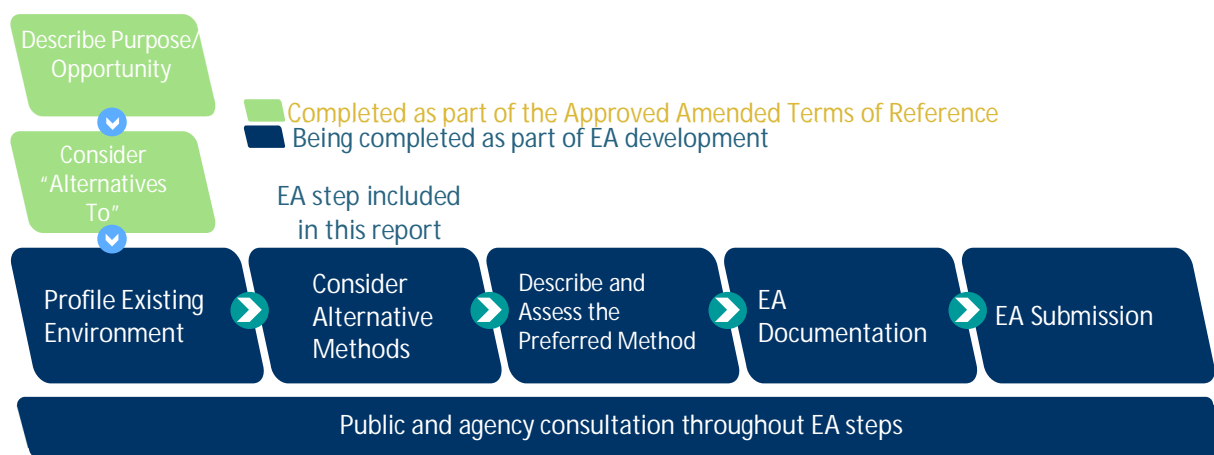 Describe Purpose/
Opportunity
Completed as part of the Approved Amended Terms of Reference
Being completed as part of EA development
Consider
"Alternatives
To"
EA step included
in this report
Profile Existing
Environment
Consider
Alternative
Methods
Describe and
Assess the
Preferred Method
EA
Documentation
EA Submission
Public and agency consultation throughout EA steps